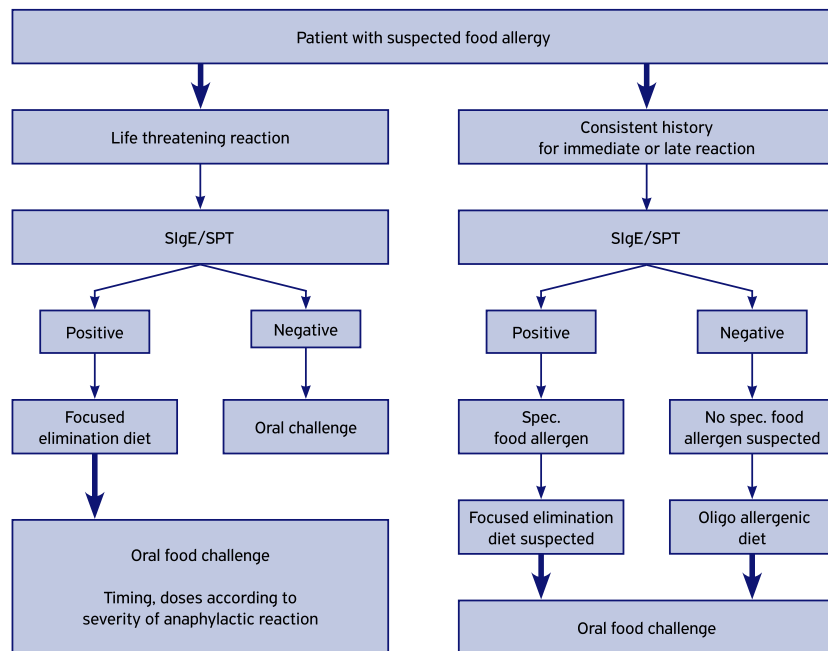 Patient with suspected food allergy
Life threatening reaction
Consistent history
for immediate or late reaction
SIgE/SPT
SIgE/SPT
Positive
Negative
Positive
Negative
Focused
elimination diet
Oral challenge
Spec.
food allergen
No spec. food
allergen suspected
Focused elimination
diet suspected
Oligo allergenic
diet
Oral food challenge
Timing, doses according to
severity of anaphylactic reaction
Oral food challenge